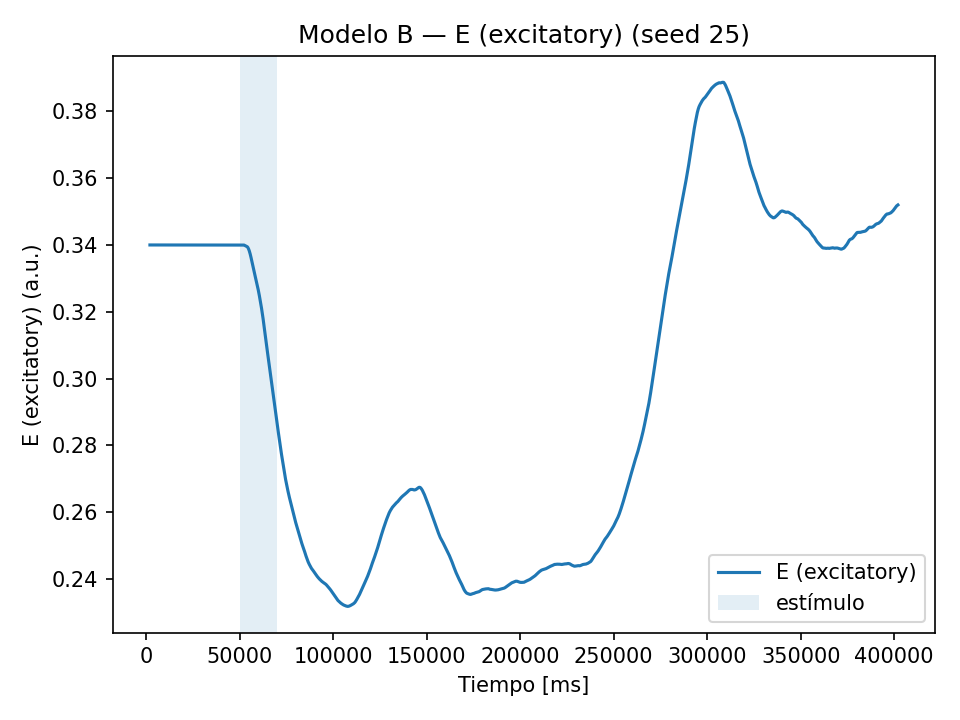 Modelo B — E (excitatory) (seed 25)
E (excitatory) (a.u.)
0.38
0.36
0.34
0.32
0.30
0.28
0.26
0.24
E (excitatory)
estímulo
0 50000 100000 150000 200000 250000 300000 350000 400000
Tiempo [ms]